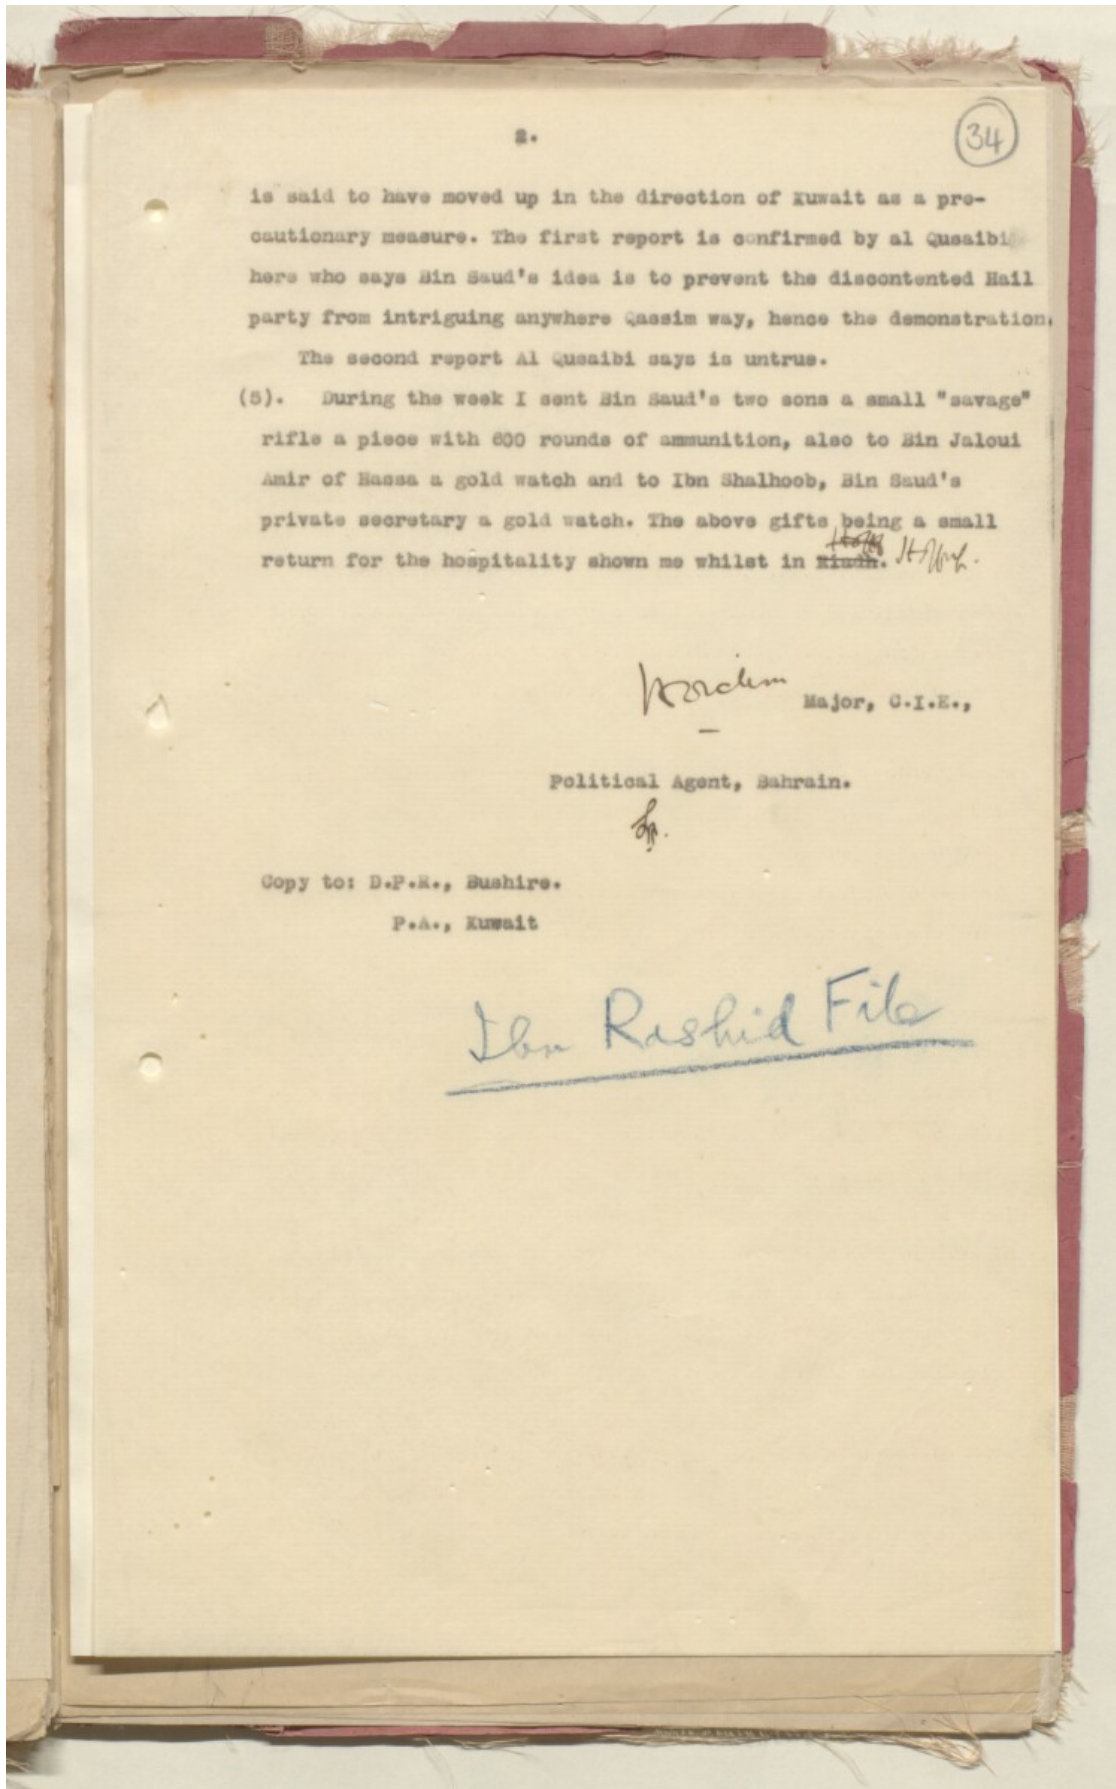 2.
34
is said to have moved up in the direction of Kuwait as a pre-
cautionary measure. The first report is confirmed by al Qusaibi
here who says Bin Saud's idea is to prevent the discontented Hail
party from intriguing anywhere Qassim way, hence the demonstration.
The second report Al Qusaibi says is untrue.
(5). During the week I sent Bin Saud's two sons a small "savage"
rifle a piece with 600 rounds of ammunition, also to Bin Jaloui
Amir of Hassa a gold watch and to Ibn Shalhoob, Bin Saud's
private secretary a gold watch. The above gifts being a small
return for the hospitality shown me whilst in Riadh. Hoffuf.
Major, C.I.E.,
Political Agent, Bahrain.
Copy to: D.P.R., Bushire.
P.A., Kuwait
Ibn Rashid File